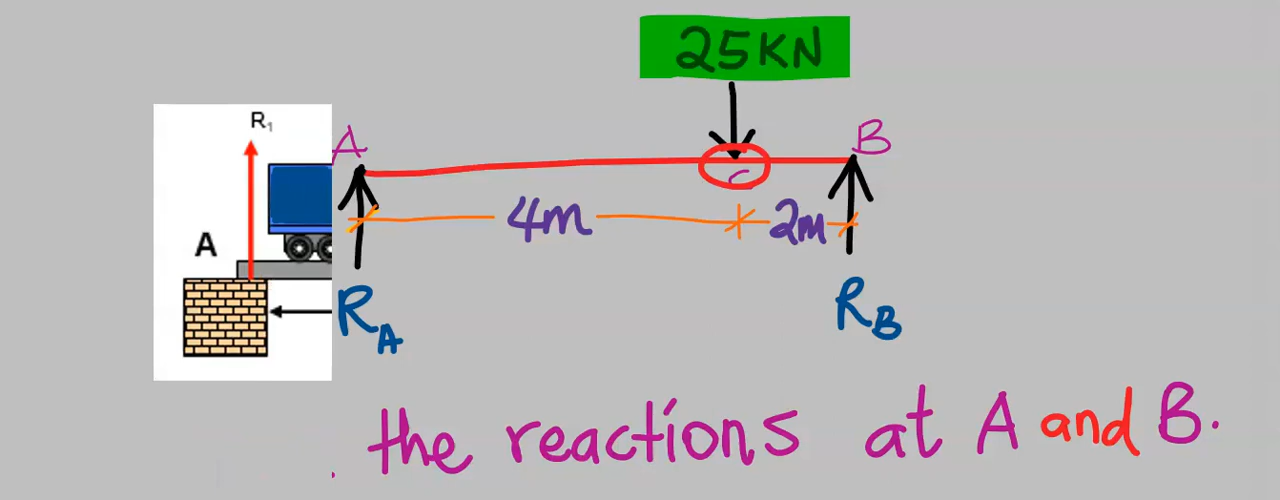 25KN
R1
A
B
C
A
4m
2m
RA
RB
the reactions at A and B.